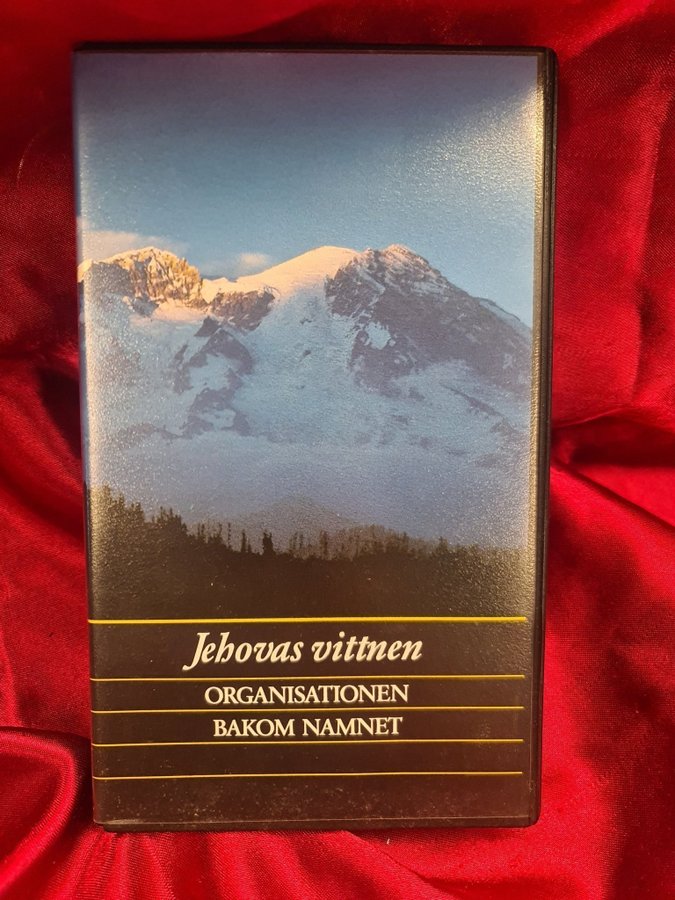 Jehovas vittnen
ORGANISATIONEN
BAKOM NAMNET